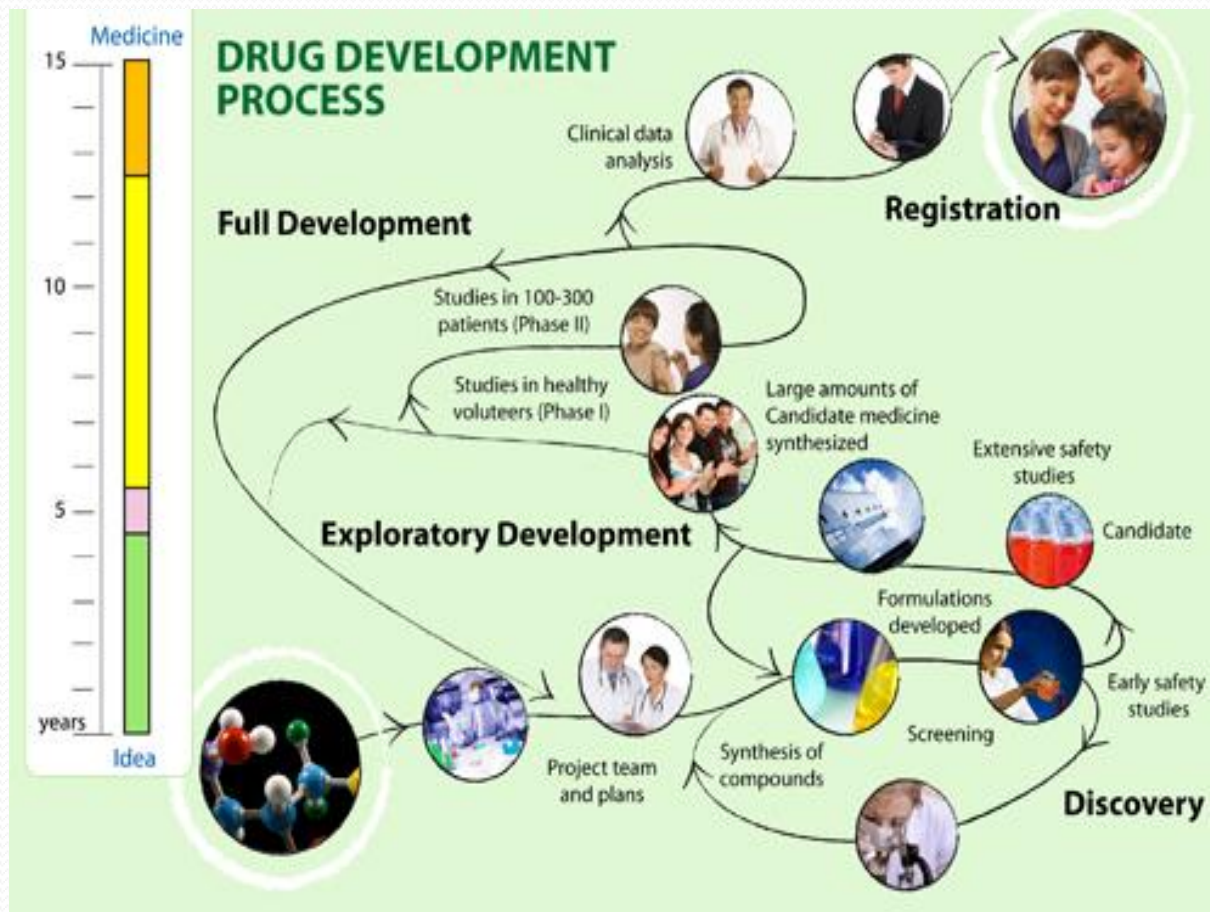 Medicine
15
10
5
years
Idea
DRUG DEVELOPMENT
PROCESS
Clinical data
analysis
Registration
Full Development
Studies in 100-300
patients (Phase II)
Studies in healthy
voluteers (Phase I)
Large amounts of
Candidate medicine
synthesized
Extensive safety
studies
Candidate
Exploratory Development
Formulations
developed
Early safety
studies
Screening
Project team
and plans
Synthesis of
compounds
Discovery